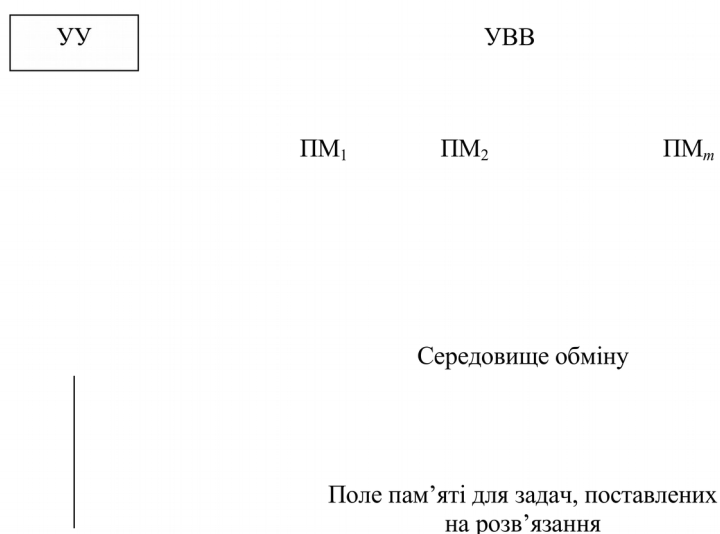 УУ
УВВ
ПМ₁ ПМ₂ ПМₘ
Середовище обміну
Поле пам’яті для задач, поставлених
на розв’язання